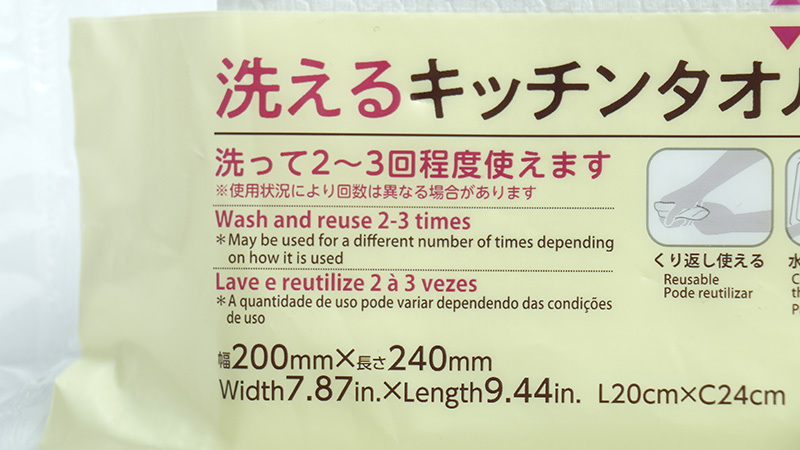 洗えるキッチンタオル
洗って2〜3回程度使えます
※使用状況により回数は異なる場合があります
Wash and reuse 2-3 times
*May be used for a different number of times depending
on how it is used
Lave e reutilize 2 à 3 vezes
*A quantidade de uso pode variar dependendo das condições
de uso
くり返し使える
Reusable
Pode reutilizar
水
C
th
P
幅200mm×長さ240mm
Width7.87in.×Length9.44in. L20cm×C24cm